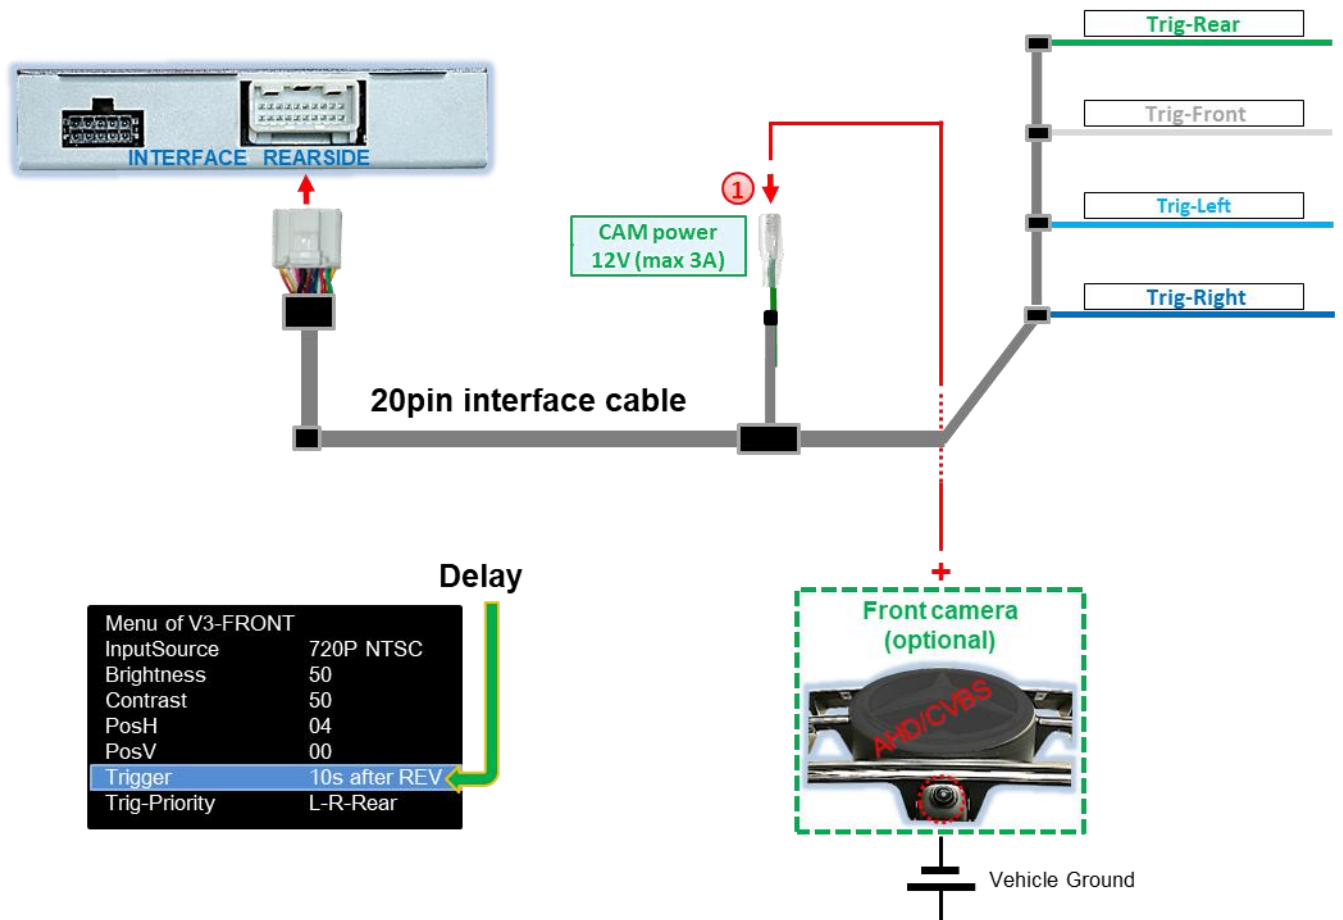 Trig-Rear
INTERFACE REARSIDE
Trig-Front
1
CAM power
12V (max 3A)
Trig-Left
Trig-Right
20pin interface cable
Delay
Menu of V3-FRONT
InputSource 720P NTSC
Brightness 50
Contrast 50
PosH 04
PosV 00
Trigger 10s after REV
Trig-Priority L-R-Rear
+
Front camera
(optional)
AHD/CVBS
Vehicle Ground